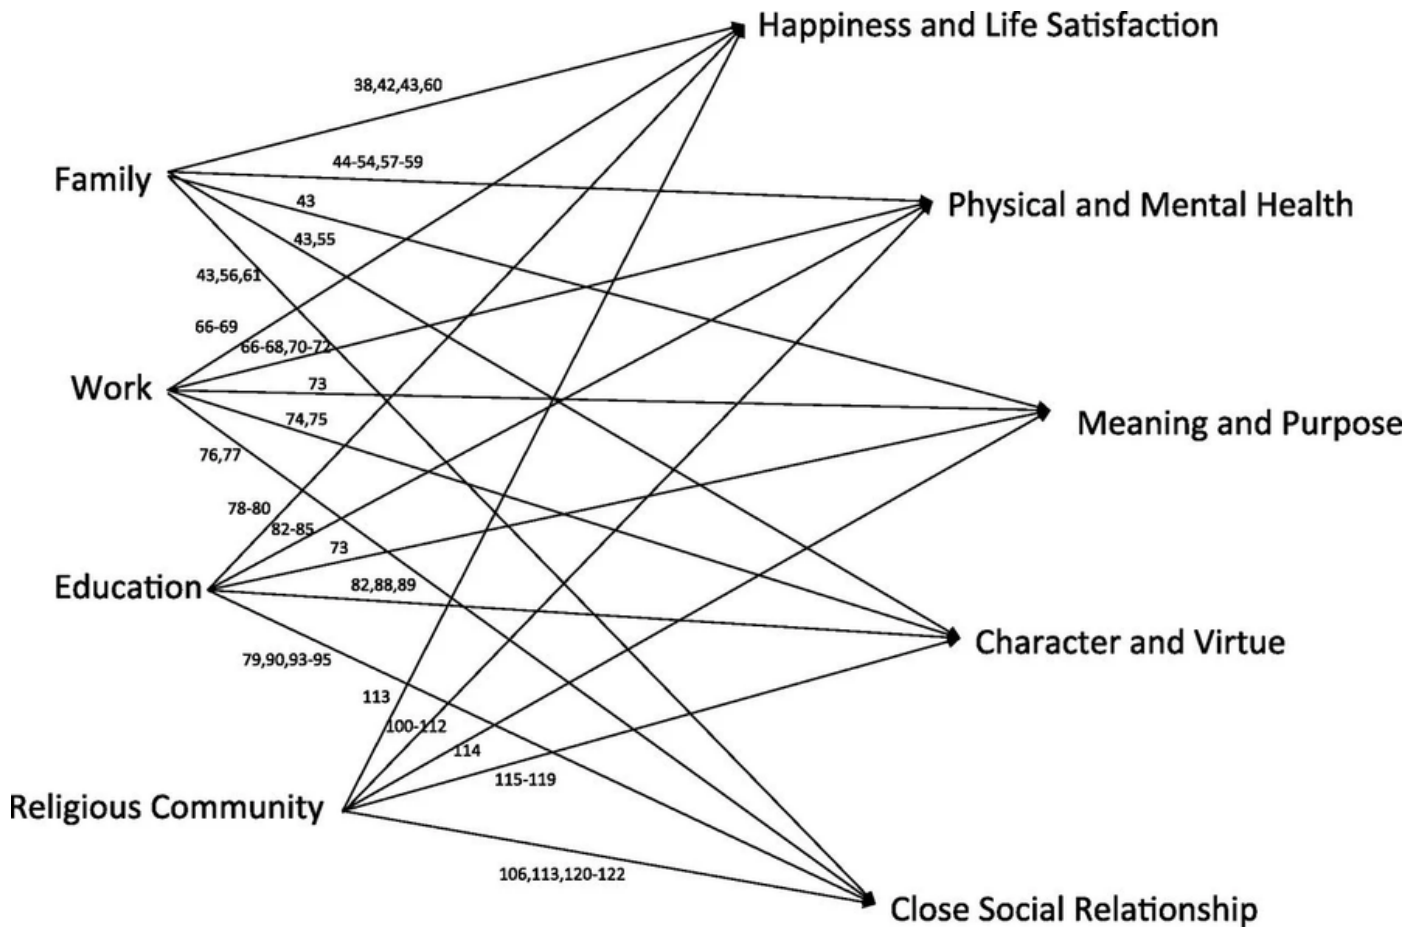 Happiness and Life Satisfaction
38,42,43,60
44-54,57-59
Family
43
Physical and Mental Health
43,55
43,56,61
66-69
66-68,70-72
Work
73
Meaning and Purpose
74,75
76,77
78-80
82-85
73
Education
82,88,89
Character and Virtue
79,90,93-95
113
100-112
114
115-119
Religious Community
106,113,120-122
Close Social Relationship